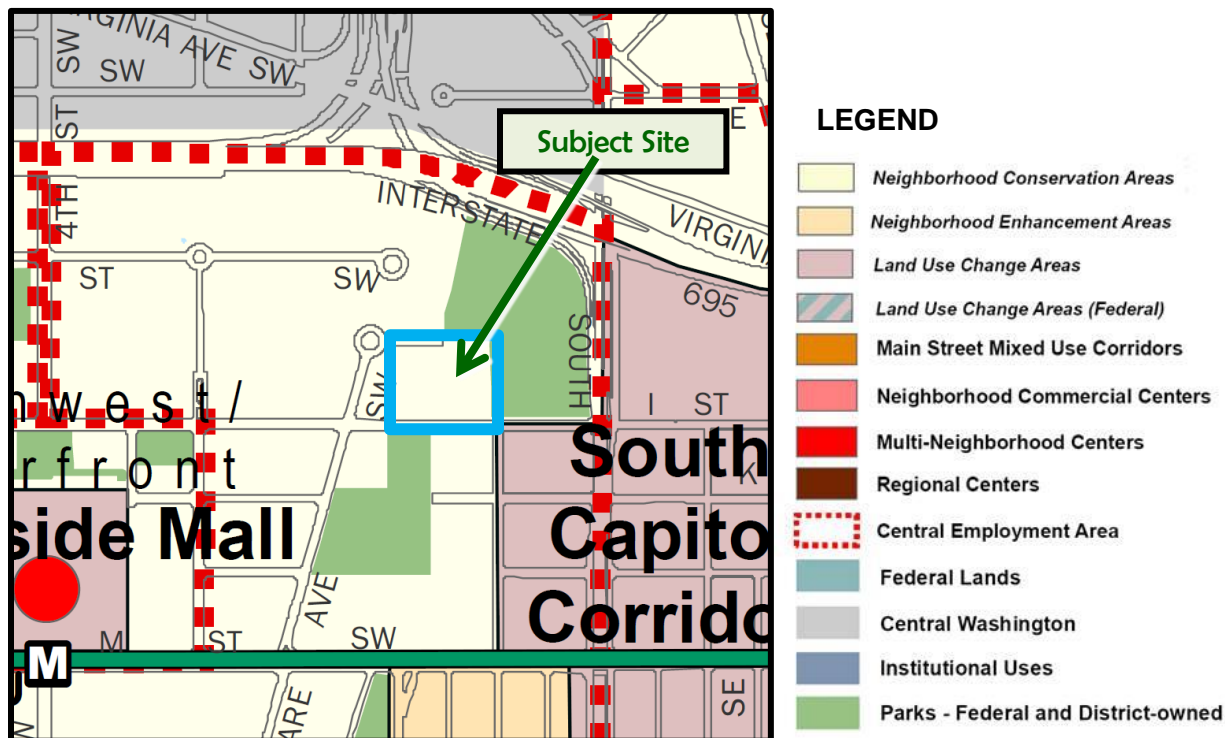 RGINIA AVE SW
SW
SW
ST
E
Subject Site
4TH
INTERSTATE
VIRGINI
ST
SW
695
SOUTH
SW
I ST
nwest/
rfront
South
K
side Mall
Capito
AVE
Corrido
M
ST
SW
M
ARE
SE
W
LEGEND
Neighborhood Conservation Areas
Neighborhood Enhancement Areas
Land Use Change Areas
Land Use Change Areas (Federal)
Main Street Mixed Use Corridors
Neighborhood Commercial Centers
Multi-Neighborhood Centers
Regional Centers
Central Employment Area
Federal Lands
Central Washington
Institutional Uses
Parks - Federal and District-owned